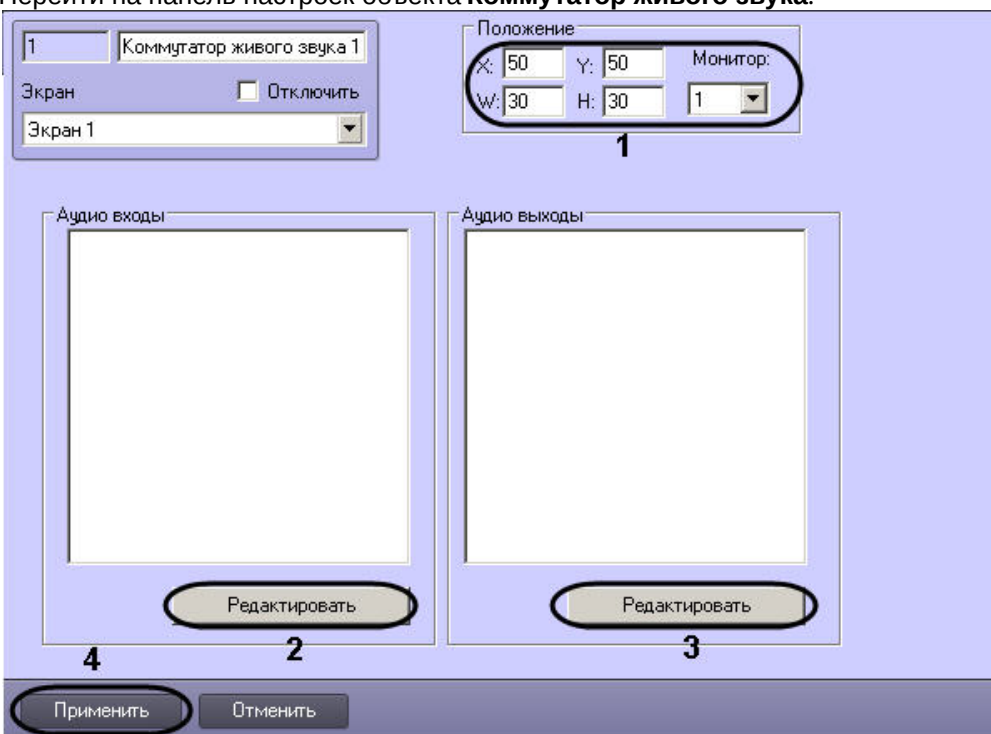 Перейти на панель настроек объекта Коммутатор живого звука.
1 Коммутатор живого звука 1
Экран Отключить
Экран 1
Положение
X: 50 Y: 50 Монитор:
W: 30 H: 30 1
1
Аудио входы Аудио выходы
Редактировать Редактировать
2 3
4
Применить Отменить